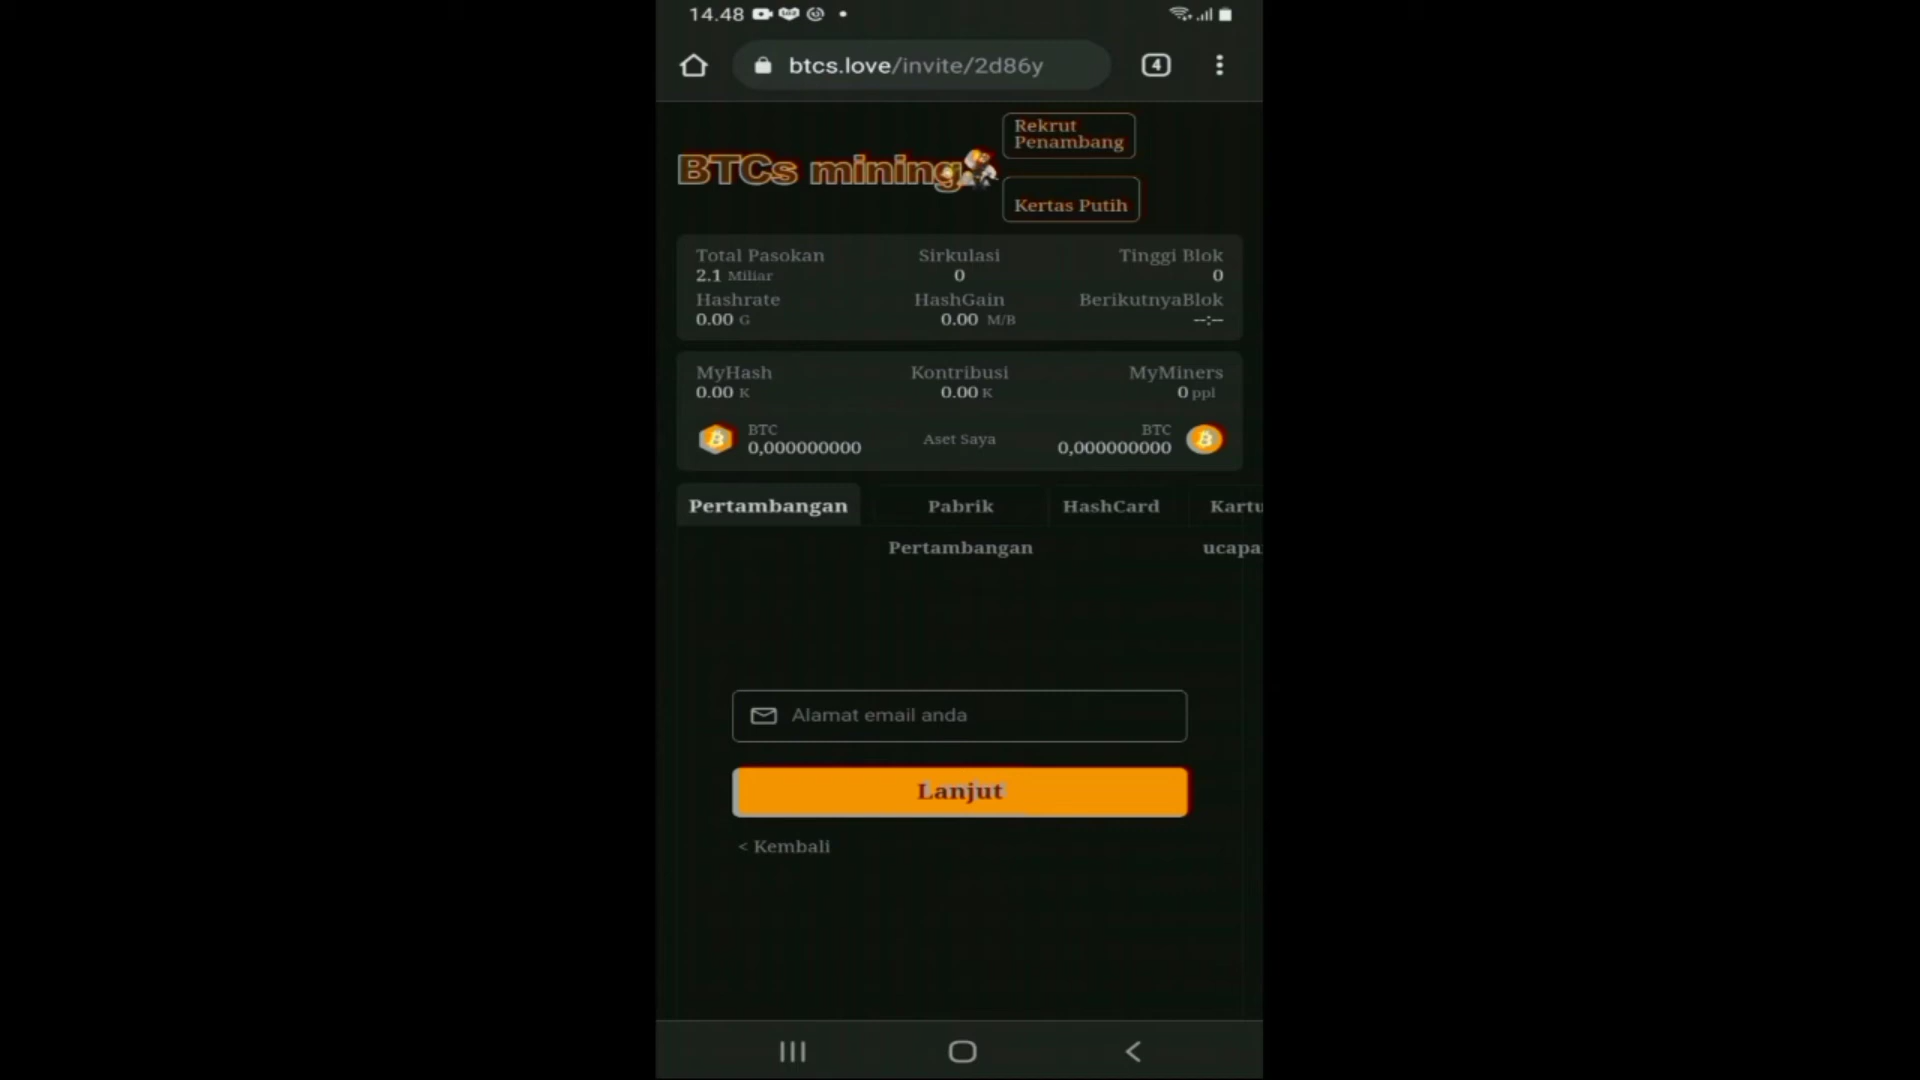 14.48
btcs.love/invite/2d86y
4
Rekrut
Penambang
BTCs mining
Kertas Putih
Total Pasokan Sirkulasi Tinggi Blok
2.1 Miliar 0 0
Hashrate HashGain BerikutnyaBlok
0.00 G 0.00 M/B --:--
MyHash Kontribusi MyMiners
0.00 K 0.00 K 0 ppl
BTC BTC
0,000000000 Aset Saya 0,000000000
Pertambangan Pabrik HashCard Kartu
Pertambangan ucapa
Alamat email anda
Lanjut
< Kembali